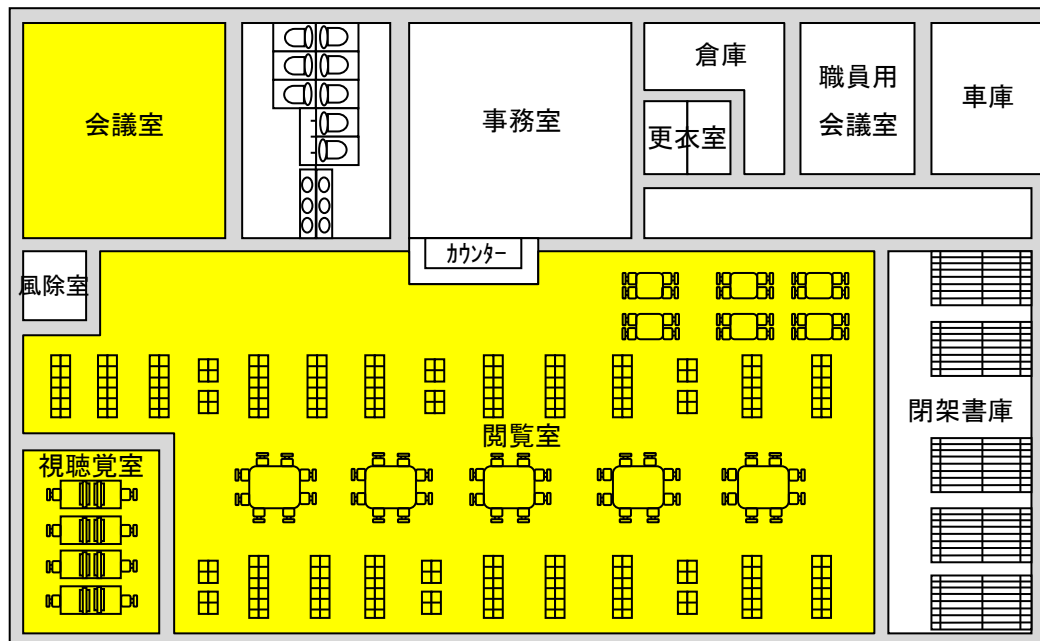 会議室
事務室
倉庫
更衣室
職員用
会議室
車庫
カウンター
風除室
閲覧室
視聴覚室
閉架書庫